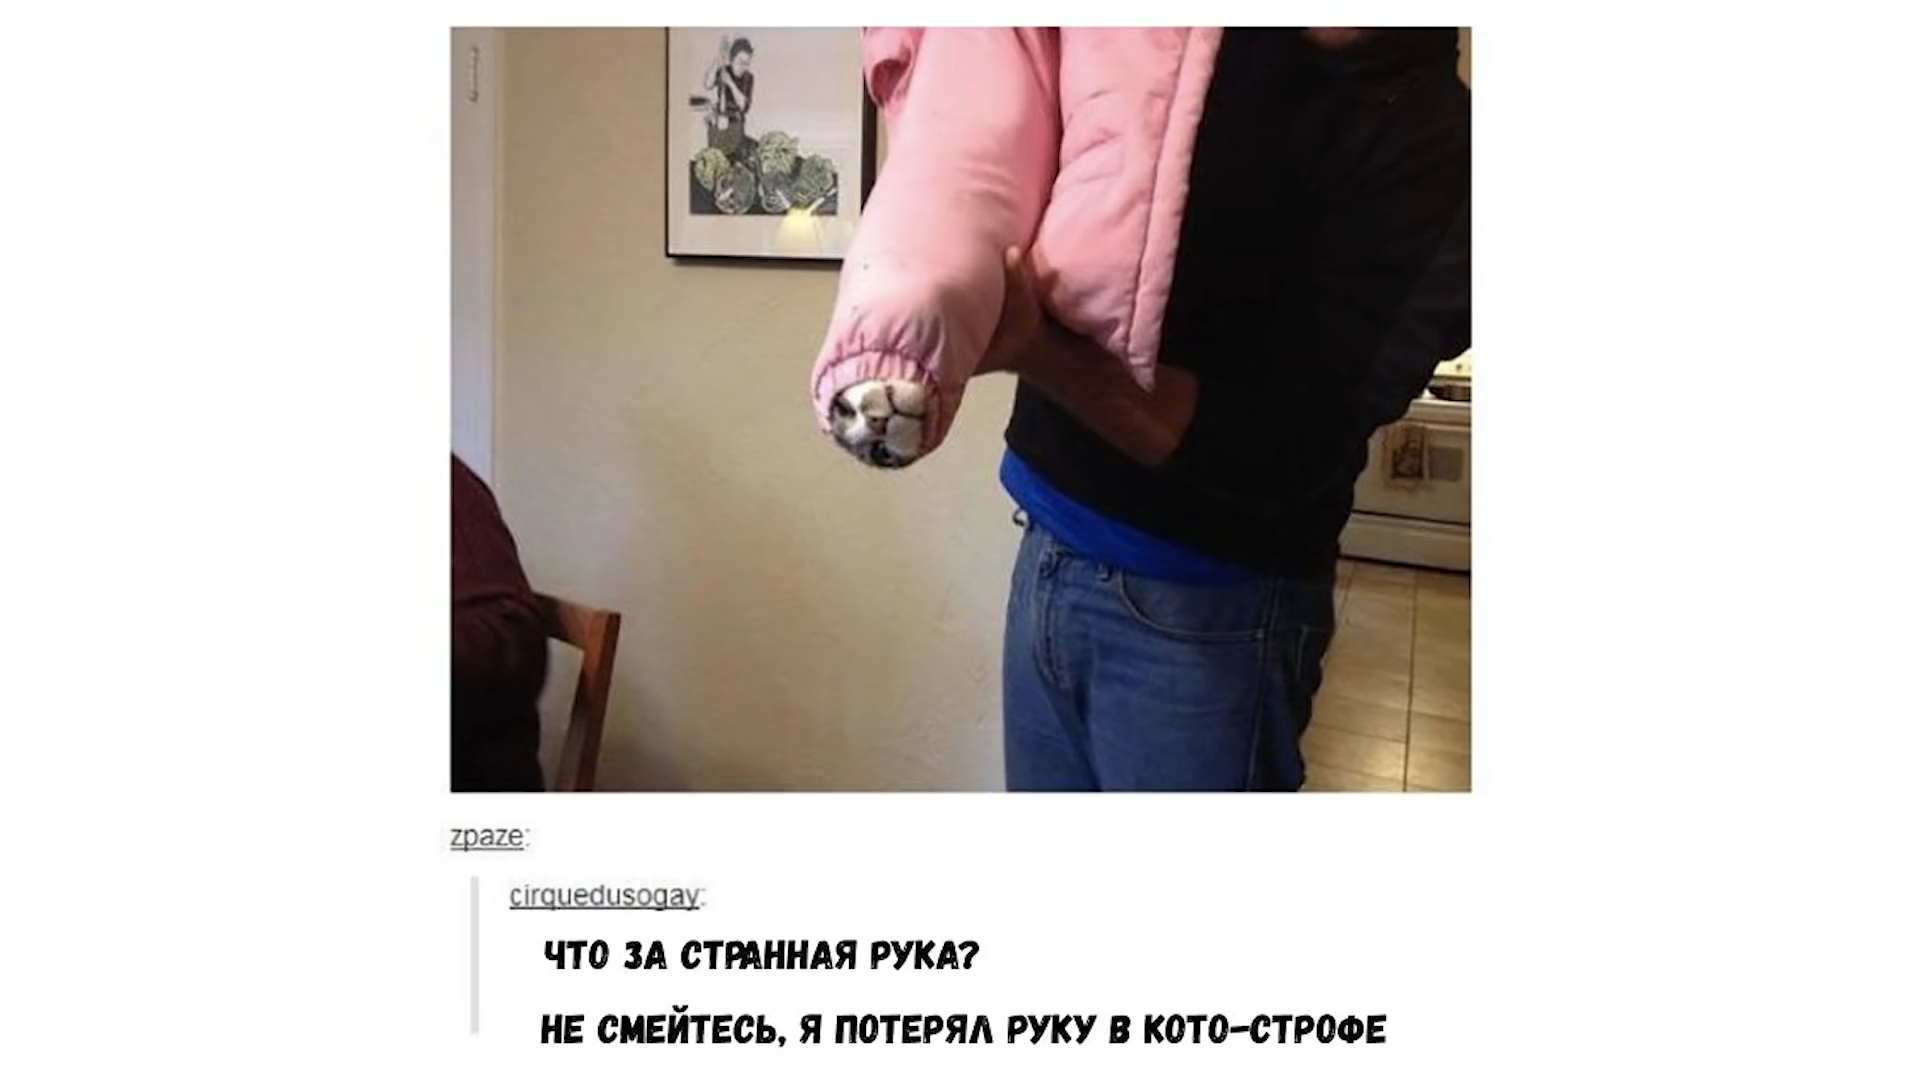 zpaze:
cirquedusogay:
ЧТО ЗА СТРАННАЯ РУКА?
НЕ СМЕЙТЕСЬ, Я ПОТЕРЯЛ РУКУ В КОТО-СТРОФЕ